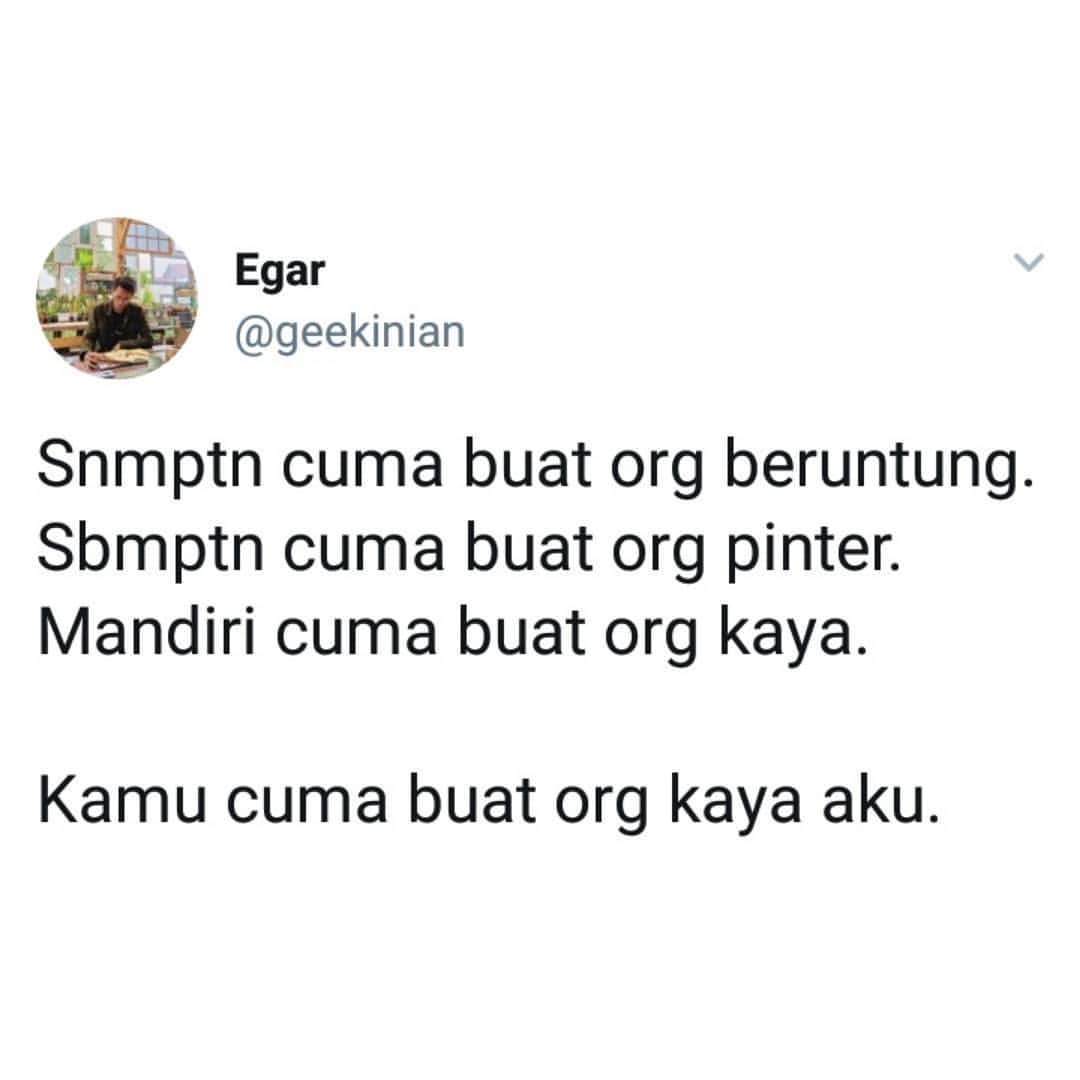 Egar
@geekinian
Snmptn cuma buat org beruntung.
Sbmptn cuma buat org pinter.
Mandiri cuma buat org kaya.
Kamu cuma buat org kaya aku.